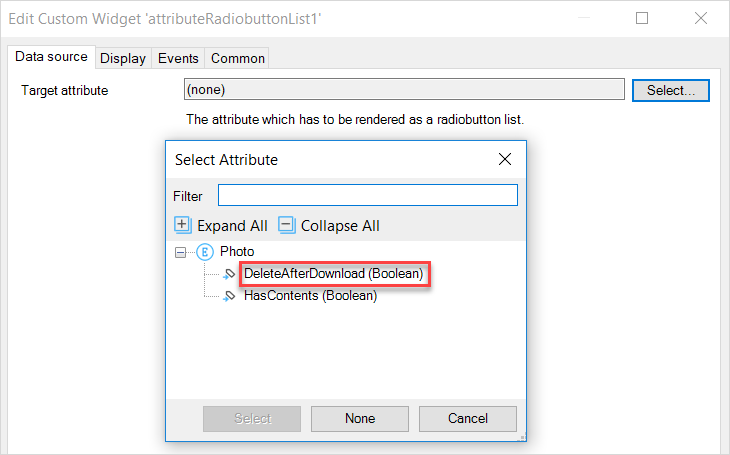 Edit Custom Widget 'attributeRadiobuttonList1'
Data source Display Events Common
Target attribute (none) Select...
The attribute which has to be rendered as a radiobutton list.
Select Attribute
Filter
Expand All Collapse All
E Photo
DeleteAfterDownload (Boolean)
HasContents (Boolean)
Select None Cancel